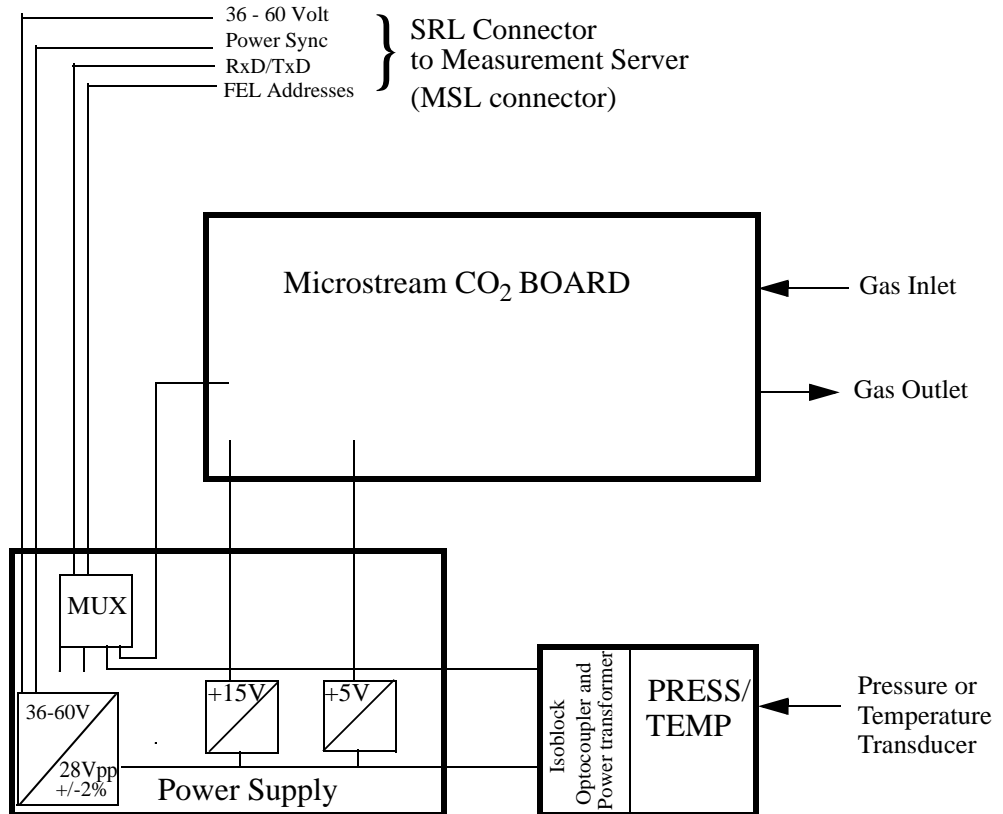 36 - 60 Volt
Power Sync
RxD/TxD
FEL Addresses
SRL Connector
to Measurement Server
(MSL connector)
Microstream CO2 BOARD
Gas Inlet
Gas Outlet
MUX
+15V
+5V
36-60V
28Vpp
+/-2%
Power Supply
Isoblock
Optocoupler and
Power transformer
PRESS/
TEMP
Pressure or
Temperature
Transducer